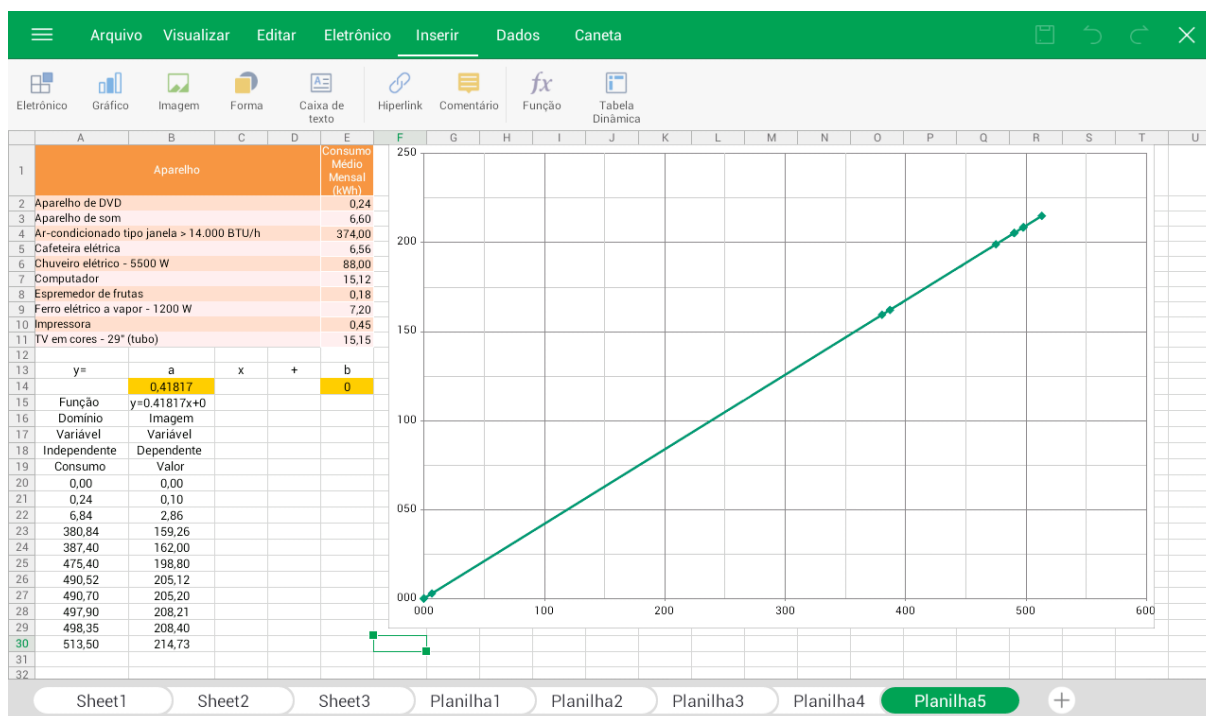 Arquivo Visualizar Editar Eletrônico Inserir Dados Caneta
Eletrônico Gráfico Imagem Forma Caixa de texto Hiperlink Comentário Função Tabela Dinâmica
fx
A B C D E F G H I J K L M N O P Q R S T U
1 Aparelho Consumo Médio Mensal (kWh)
2 Aparelho de DVD 0,24
3 Aparelho de som 6,60
4 Ar-condicionado tipo janela > 14.000 BTU/h 374,00
5 Cafeteira elétrica 6,56
6 Chuveiro elétrico - 5500 W 88,00
7 Computador 15,12
8 Espremedor de frutas 0,18
9 Ferro elétrico a vapor - 1200 W 7,20
10 Impressora 0,45
11 TV em cores - 29" (tubo) 15,15
12
13 y= a x + b
14 0,41817 0
15 Função y=0.41817x+0
16 Domínio Imagem
17 Variável Variável
18 Independente Dependente
19 Consumo Valor
20 0,00 0,00
21 0,24 0,10
22 6,84 2,86
23 380,84 159,26
24 387,40 162,00
25 475,40 198,80
26 490,52 205,12
27 490,70 205,20
28 497,90 208,21
29 498,35 208,40
30 513,50 214,73
31
32
250
200
150
100
050
000
000 100 200 300 400 500 600
Sheet1 Sheet2 Sheet3 Planilha1 Planilha2 Planilha3 Planilha4 Planilha5 +